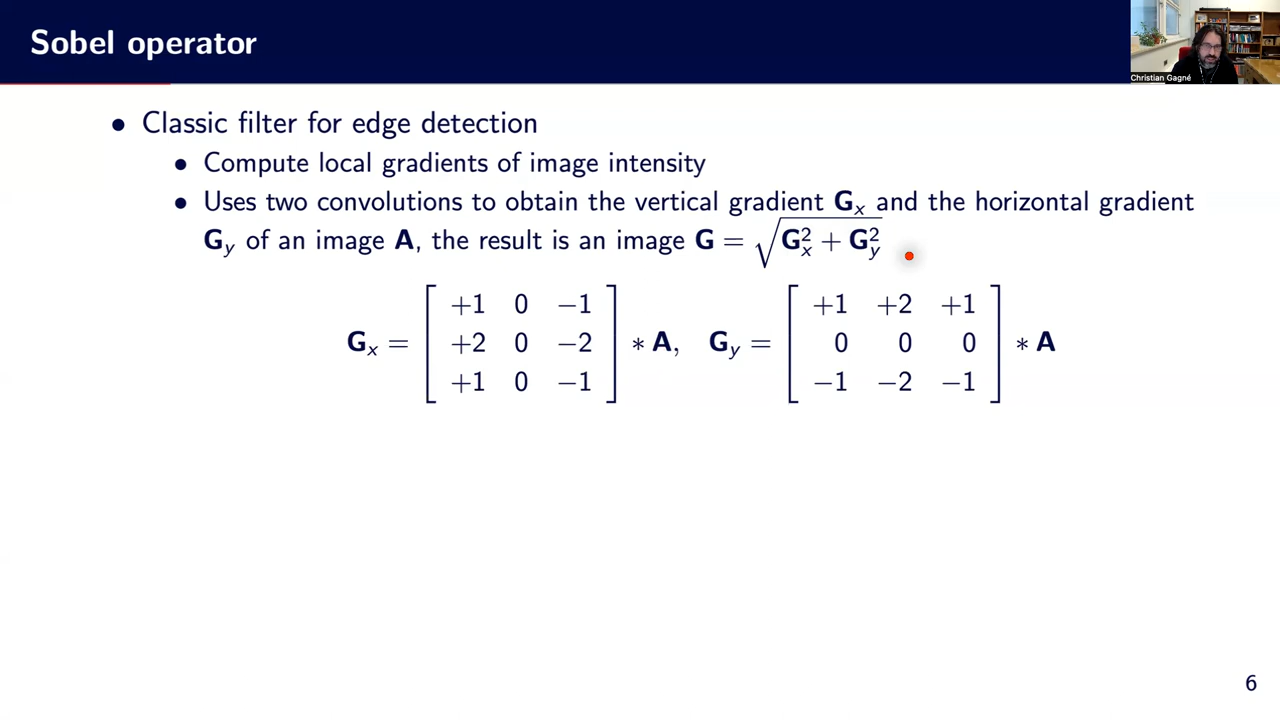 Sobel operator
Christian Gagné
• Classic filter for edge detection
• Compute local gradients of image intensity
• Uses two convolutions to obtain the vertical gradient Gₓ and the horizontal gradient
G_y of an image A, the result is an image G = √(Gₓ² + G_y²)
Gₓ = [ +1 0 −1 ; +2 0 −2 ; +1 0 −1 ] ∗ A, G_y = [ +1 +2 +1 ; 0 0 0 ; −1 −2 −1 ] ∗ A
6